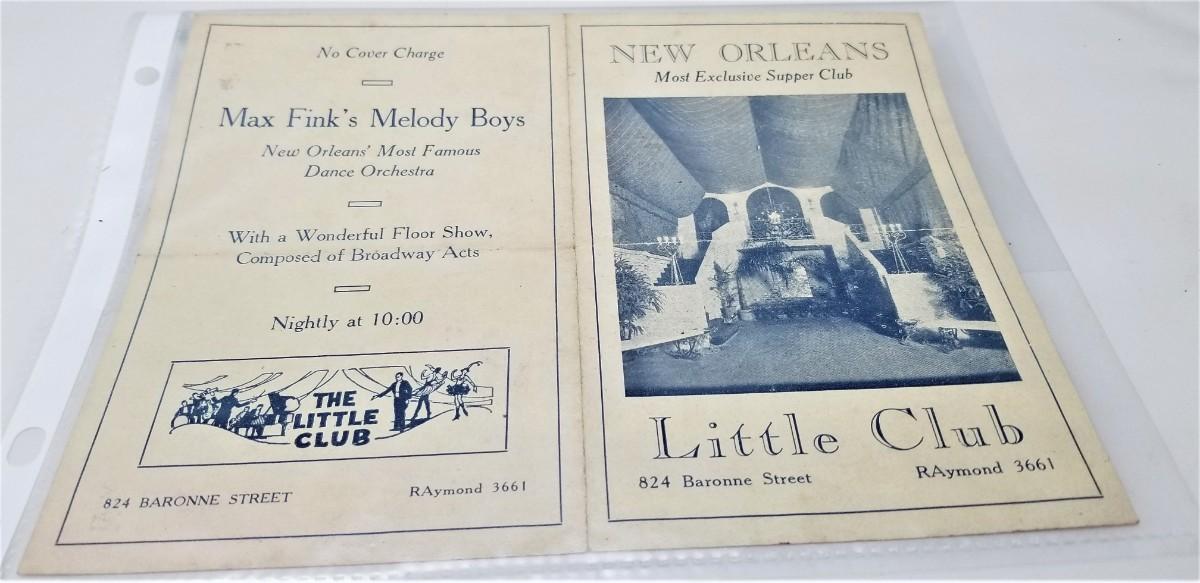 No Cover Charge
Max Fink's Melody Boys
New Orleans' Most Famous
Dance Orchestra
With a Wonderful Floor Show,
Composed of Broadway Acts
Nightly at 10:00
THE
LITTLE
CLUB
824 BARONNE STREET
RAymond 3661
NEW ORLEANS
Most Exclusive Supper Club
Little Club
824 Baronne Street
RAymond 3661